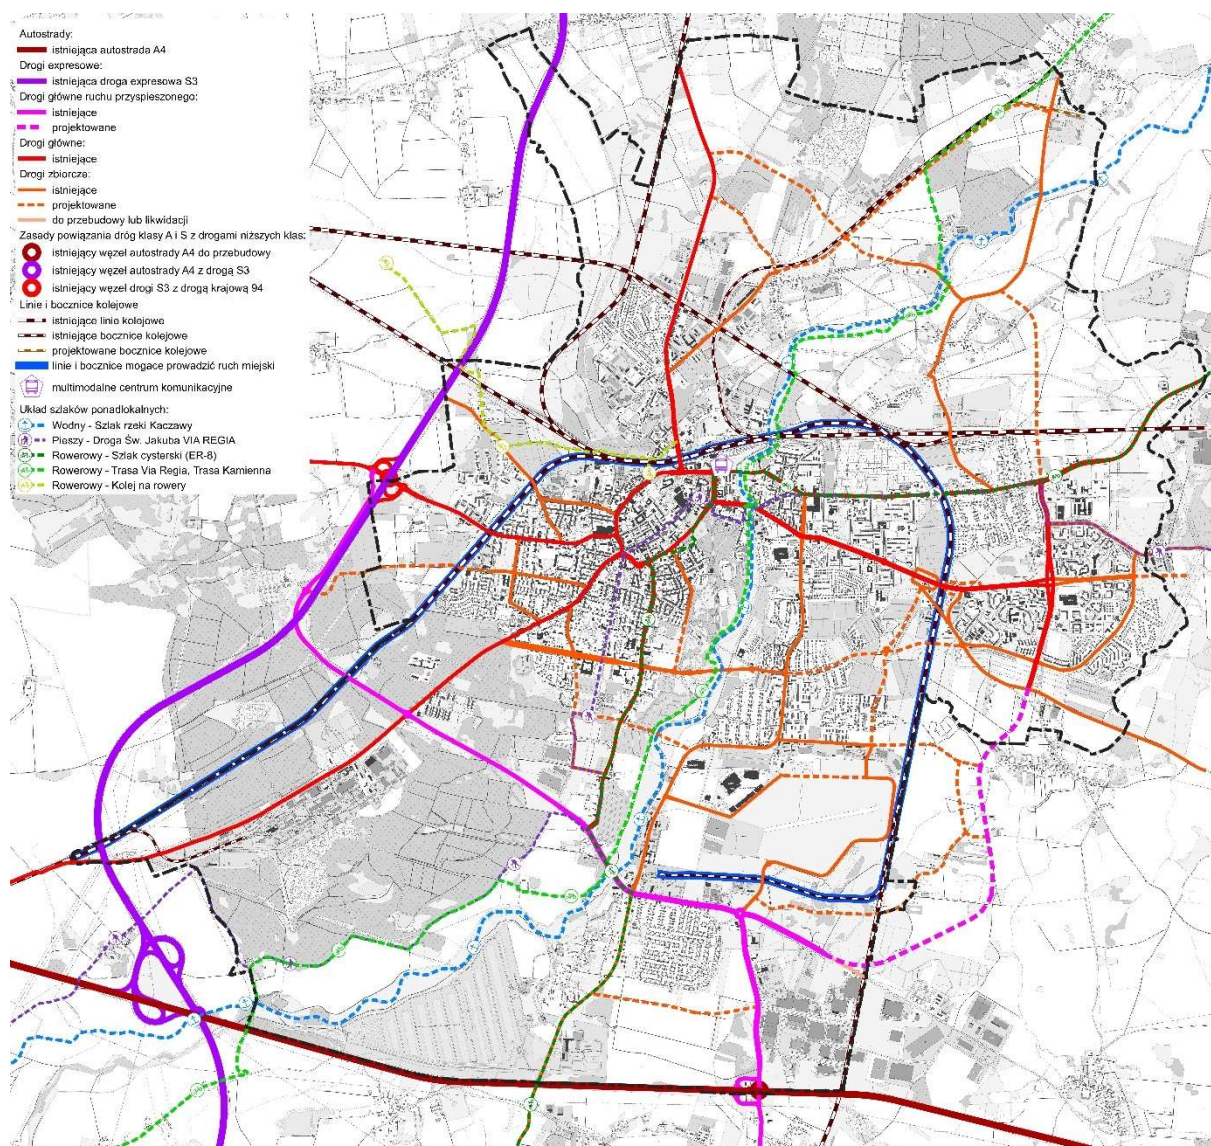 Autostrady:
istniejąca autostrada A4
Drogi expresowe:
istniejąca droga expresowa S3
Drogi główne ruchu przyspieszonego:
istniejące
projektowane
Drogi główne:
istniejące
Drogi zbiorcze:
istniejące
projektowane
do przebudowy lub likwidacji
Zasady powiązania dróg klasy A i S z drogami niższych klas:
istniejący węzeł autostrady A4 do przebudowy
istniejący węzeł autostrady A4 z drogą S3
istniejący węzeł drogi S3 z drogą krajową 94
Linie i bocznice kolejowe
istniejące linie kolejowe
istniejące bocznice kolejowe
projektowane bocznice kolejowe
linie i bocznice mogace prowadzić ruch miejski
multimodalne centrum komunikacyjne
Układ szlaków ponadlokalnych:
Wodny - Szlak rzeki Kaczawy
Pieszy - Droga Św. Jakuba VIA REGIA
Rowerowy - Szlak cysterski (ER-8)
Rowerowy - Trasa Via Regia, Trasa Kamienna
Rowerowy - Kolej na rowery